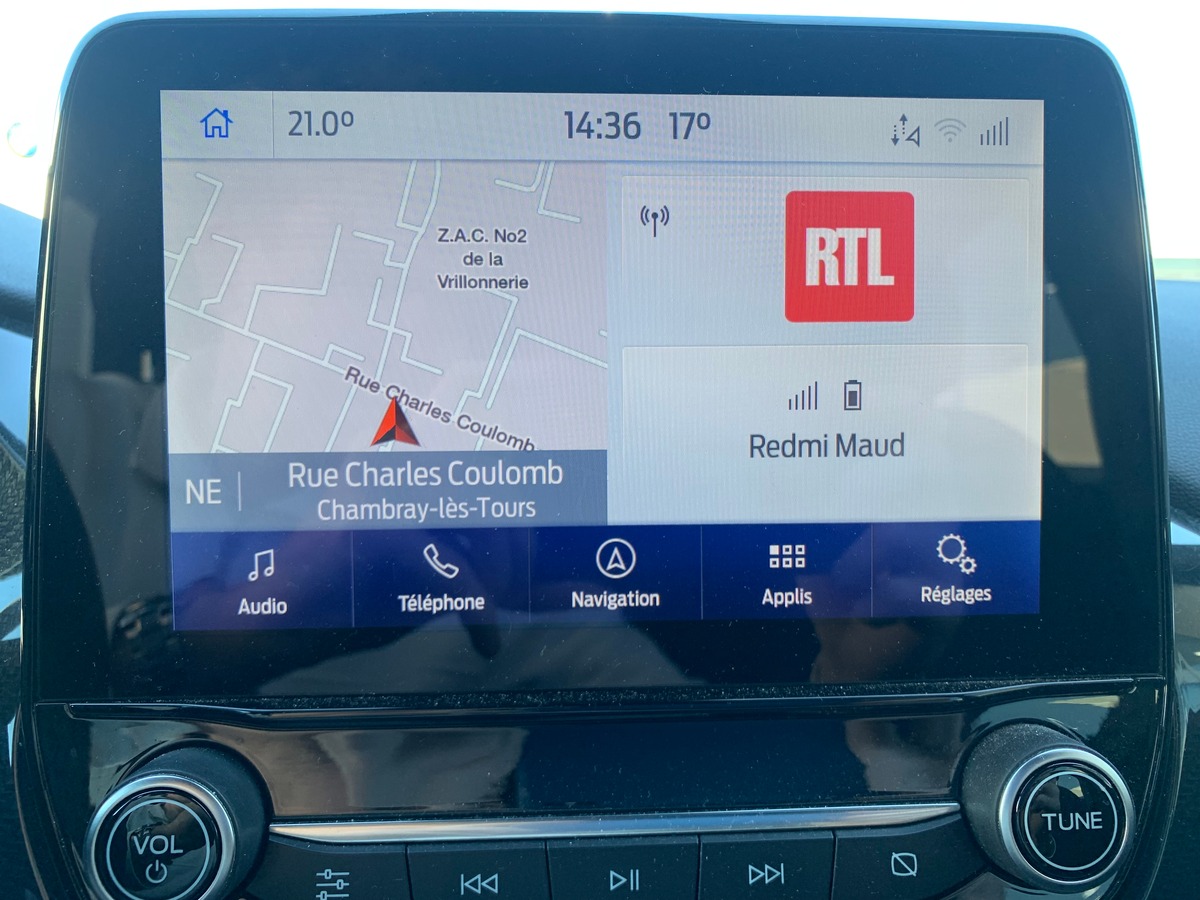 21.0º
14:36 17º
Z.A.C. No2
de la
Vrillonnerie
Rue Charles Coulomb
NE
Rue Charles Coulomb
Chambray-lès-Tours
RTL
Redmi Maud
Audio
Téléphone
Navigation
Applis
Réglages
VOL
TUNE